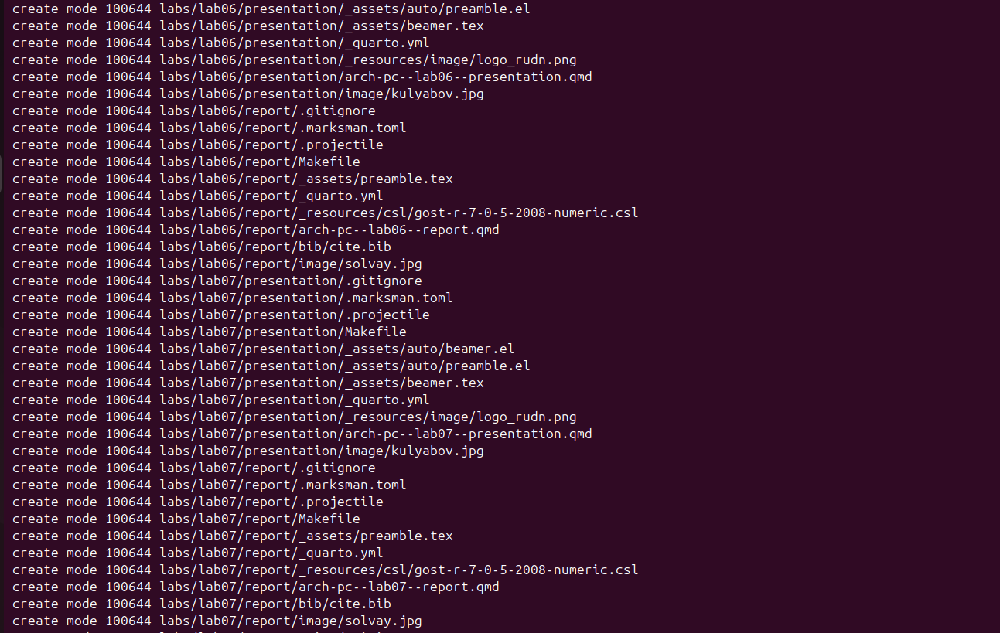 create mode 100644 labs/lab06/presentation/_assets/auto/preamble.el
create mode 100644 labs/lab06/presentation/_assets/beamer.tex
create mode 100644 labs/lab06/presentation/_quarto.yml
create mode 100644 labs/lab06/presentation/_resources/image/logo_rudn.png
create mode 100644 labs/lab06/presentation/arch-pc--lab06--presentation.qmd
create mode 100644 labs/lab06/presentation/image/kulyabov.jpg
create mode 100644 labs/lab06/report/.gitignore
create mode 100644 labs/lab06/report/.marksman.toml
create mode 100644 labs/lab06/report/.projectile
create mode 100644 labs/lab06/report/Makefile
create mode 100644 labs/lab06/report/_assets/preamble.tex
create mode 100644 labs/lab06/report/_quarto.yml
create mode 100644 labs/lab06/report/_resources/csl/gost-r-7-0-5-2008-numeric.csl
create mode 100644 labs/lab06/report/arch-pc--lab06--report.qmd
create mode 100644 labs/lab06/report/bib/cite.bib
create mode 100644 labs/lab06/report/image/solvay.jpg
create mode 100644 labs/lab07/presentation/.gitignore
create mode 100644 labs/lab07/presentation/.marksman.toml
create mode 100644 labs/lab07/presentation/.projectile
create mode 100644 labs/lab07/presentation/Makefile
create mode 100644 labs/lab07/presentation/_assets/auto/beamer.el
create mode 100644 labs/lab07/presentation/_assets/auto/preamble.el
create mode 100644 labs/lab07/presentation/_assets/beamer.tex
create mode 100644 labs/lab07/presentation/_quarto.yml
create mode 100644 labs/lab07/presentation/_resources/image/logo_rudn.png
create mode 100644 labs/lab07/presentation/arch-pc--lab07--presentation.qmd
create mode 100644 labs/lab07/presentation/image/kulyabov.jpg
create mode 100644 labs/lab07/report/.gitignore
create mode 100644 labs/lab07/report/.marksman.toml
create mode 100644 labs/lab07/report/.projectile
create mode 100644 labs/lab07/report/Makefile
create mode 100644 labs/lab07/report/_assets/preamble.tex
create mode 100644 labs/lab07/report/_quarto.yml
create mode 100644 labs/lab07/report/_resources/csl/gost-r-7-0-5-2008-numeric.csl
create mode 100644 labs/lab07/report/arch-pc--lab07--report.qmd
create mode 100644 labs/lab07/report/bib/cite.bib
create mode 100644 labs/lab07/report/image/solvay.jpg